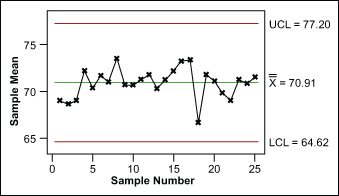 UCL = 77.20
75
Sample Mean
X = 70.91
70
65
LCL = 64.62
0 5 10 15 20 25
Sample Number